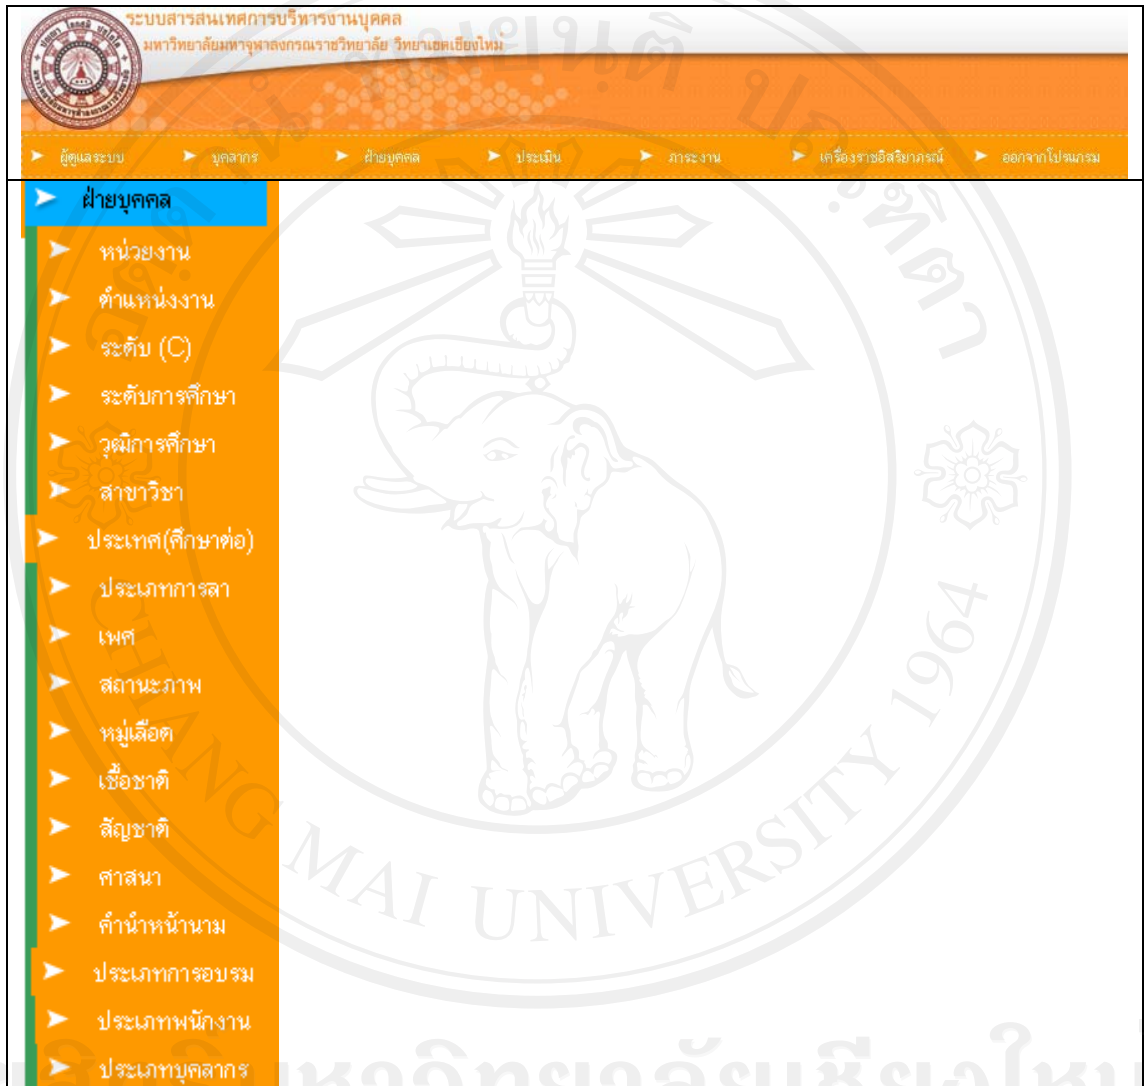 ระบบสารสนเทศการบริหารงานบุคคล
มหาวิทยาลัยมหาจุฬาลงกรณราชวิทยาลัย วิทยาเขตเชียงใหม่
ผู้ดูแลระบบ บุคลากร ฝ่ายบุคคล ประเมิน ภาระงาน เครื่องราชอิสริยาภรณ์ ออกจากโปรแกรม
ฝ่ายบุคคล
หน่วยงาน
ตำแหน่งงาน
ระดับ (C)
ระดับการศึกษา
วุฒิการศึกษา
สาขาวิชา
ประเทศ(ศึกษาต่อ)
ประเภทการลา
เพศ
สถานะภาพ
หมู่เลือด
เชื้อชาติ
สัญชาติ
ศาสนา
คำนำหน้านาม
ประเภทการอบรม
ประเภทพนักงาน
ประเภทบุคลากร
CHIANG MAI UNIVERSITY 1964